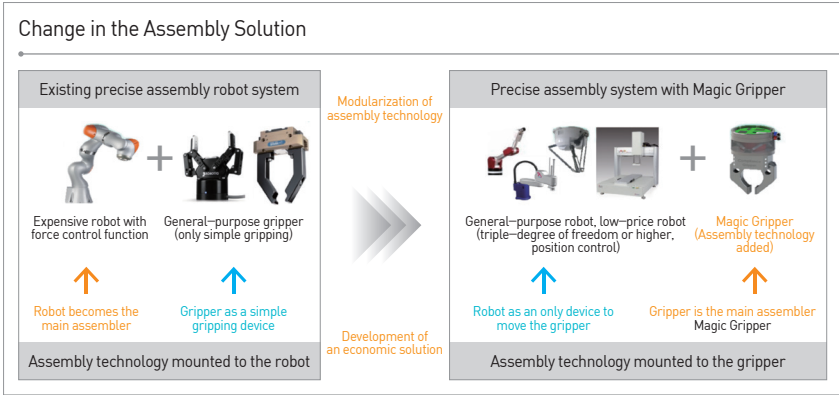 Change in the Assembly Solution
Existing precise assembly robot system
Expensive robot with
force control function
General–purpose gripper
(only simple gripping)
Robot becomes the
main assembler
Gripper as a simple
gripping device
Assembly technology mounted to the robot
Modularization of
assembly technology
Development of
an economic solution
Precise assembly system with Magic Gripper
General–purpose robot, low–price robot
(triple–degree of freedom or higher,
position control)
Magic Gripper
(Assembly technology
added)
Robot as an only device to
move the gripper
Gripper is the main assembler
Magic Gripper
Assembly technology mounted to the gripper